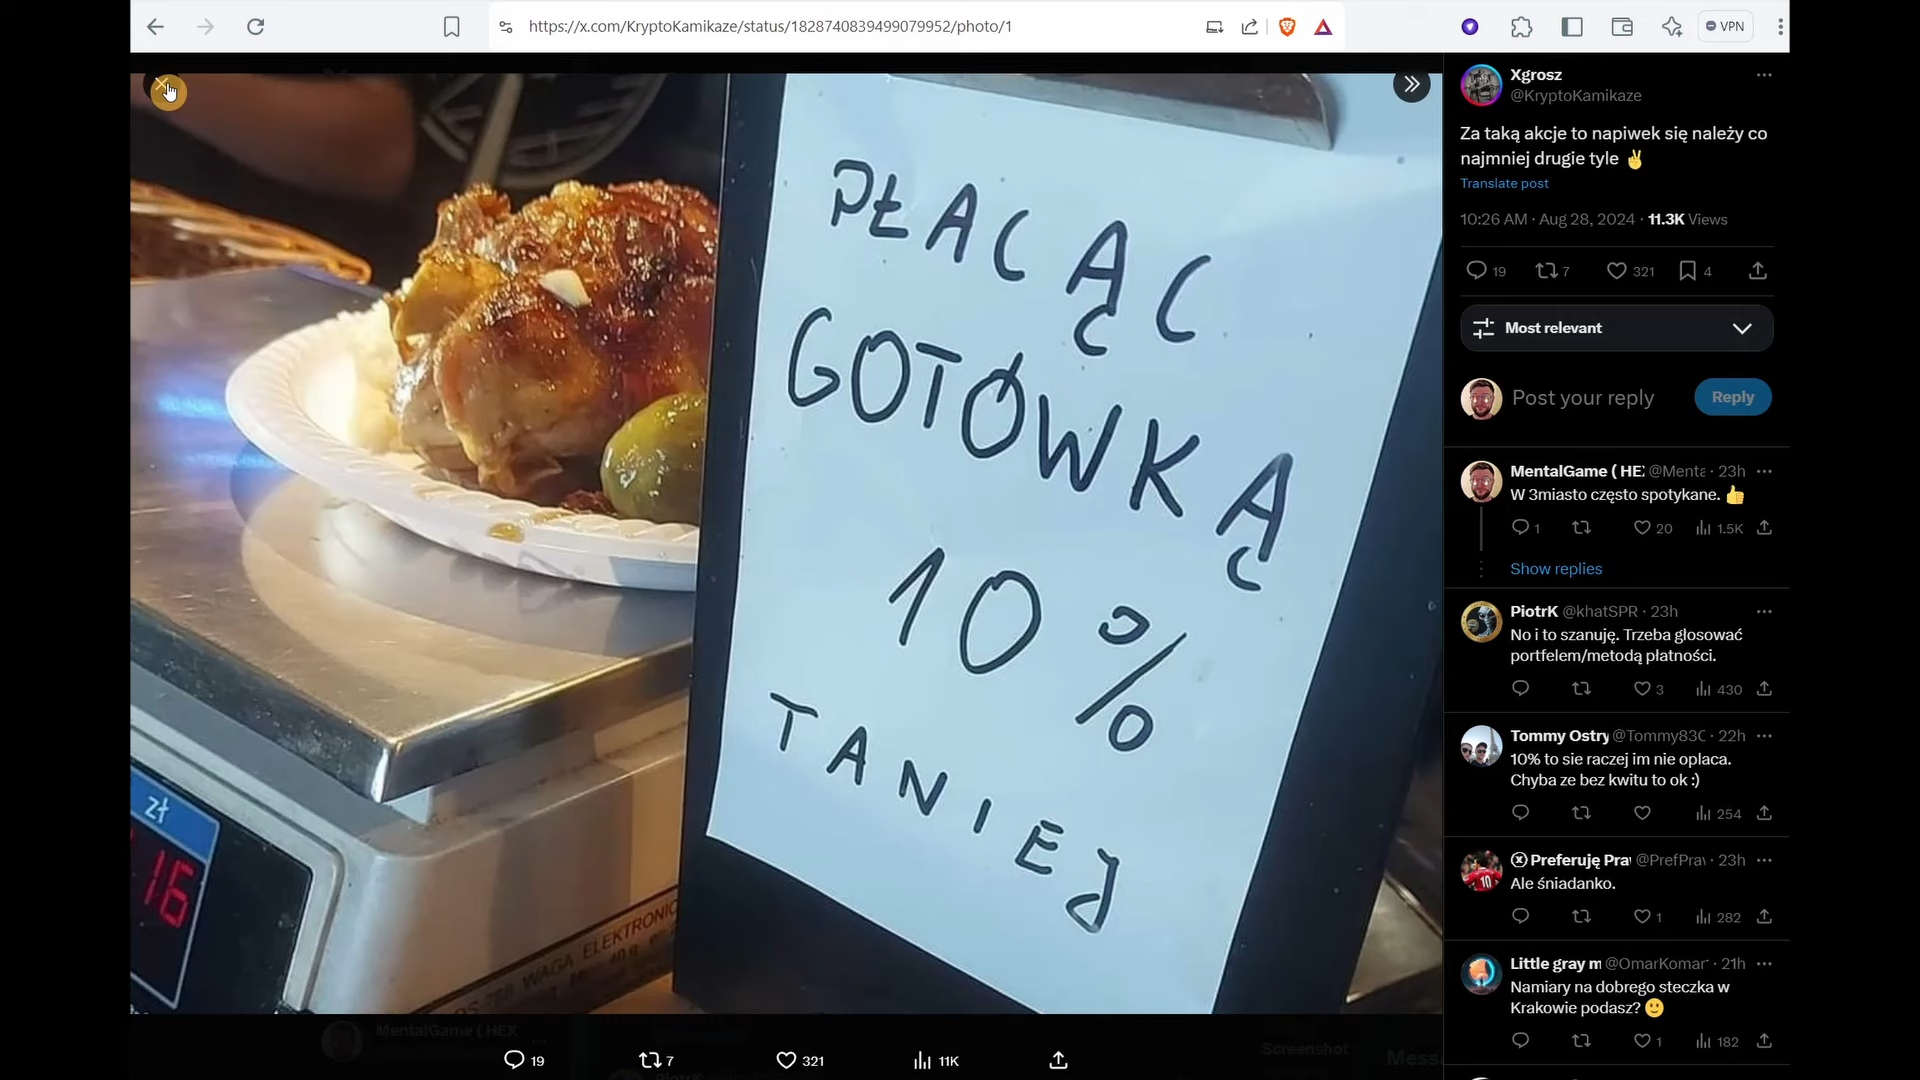 https://x.com/KryptoKamikaze/status/1828740839499079952/photo/1
VPN
PŁACĄC
GOTÓWKĄ
10%
TANIEJ
zł
16
WAGA ELEKTRONIC
Xgrosz
@KryptoKamikaze
Za taką akcje to napiwek się należy co
najmniej drugie tyle ✌
Translate post
10:26 AM · Aug 28, 2024 · 11.3K Views
19 7 321 4
Most relevant
Post your reply Reply
MentalGame ( HE @Menta · 23h
W 3miasto często spotykane. 👍
1 20 1.5K
Show replies
PiotrK @khatSPR · 23h
No i to szanuję. Trzeba głosować
portfelem/metodą płatności.
3 430
Tommy Ostry @Tommy83C · 22h
10% to sie raczej im nie oplaca.
Chyba ze bez kwitu to ok :)
254
Preferuję Pra @PrefPrav · 23h
Ale śniadanko.
1 282
Little gray m @OmarKomar · 21h
Namiary na dobrego steczka w
Krakowie podasz? 🙂
1 182
MentalGame ( HEX
Screenshot
19 7 321 11K